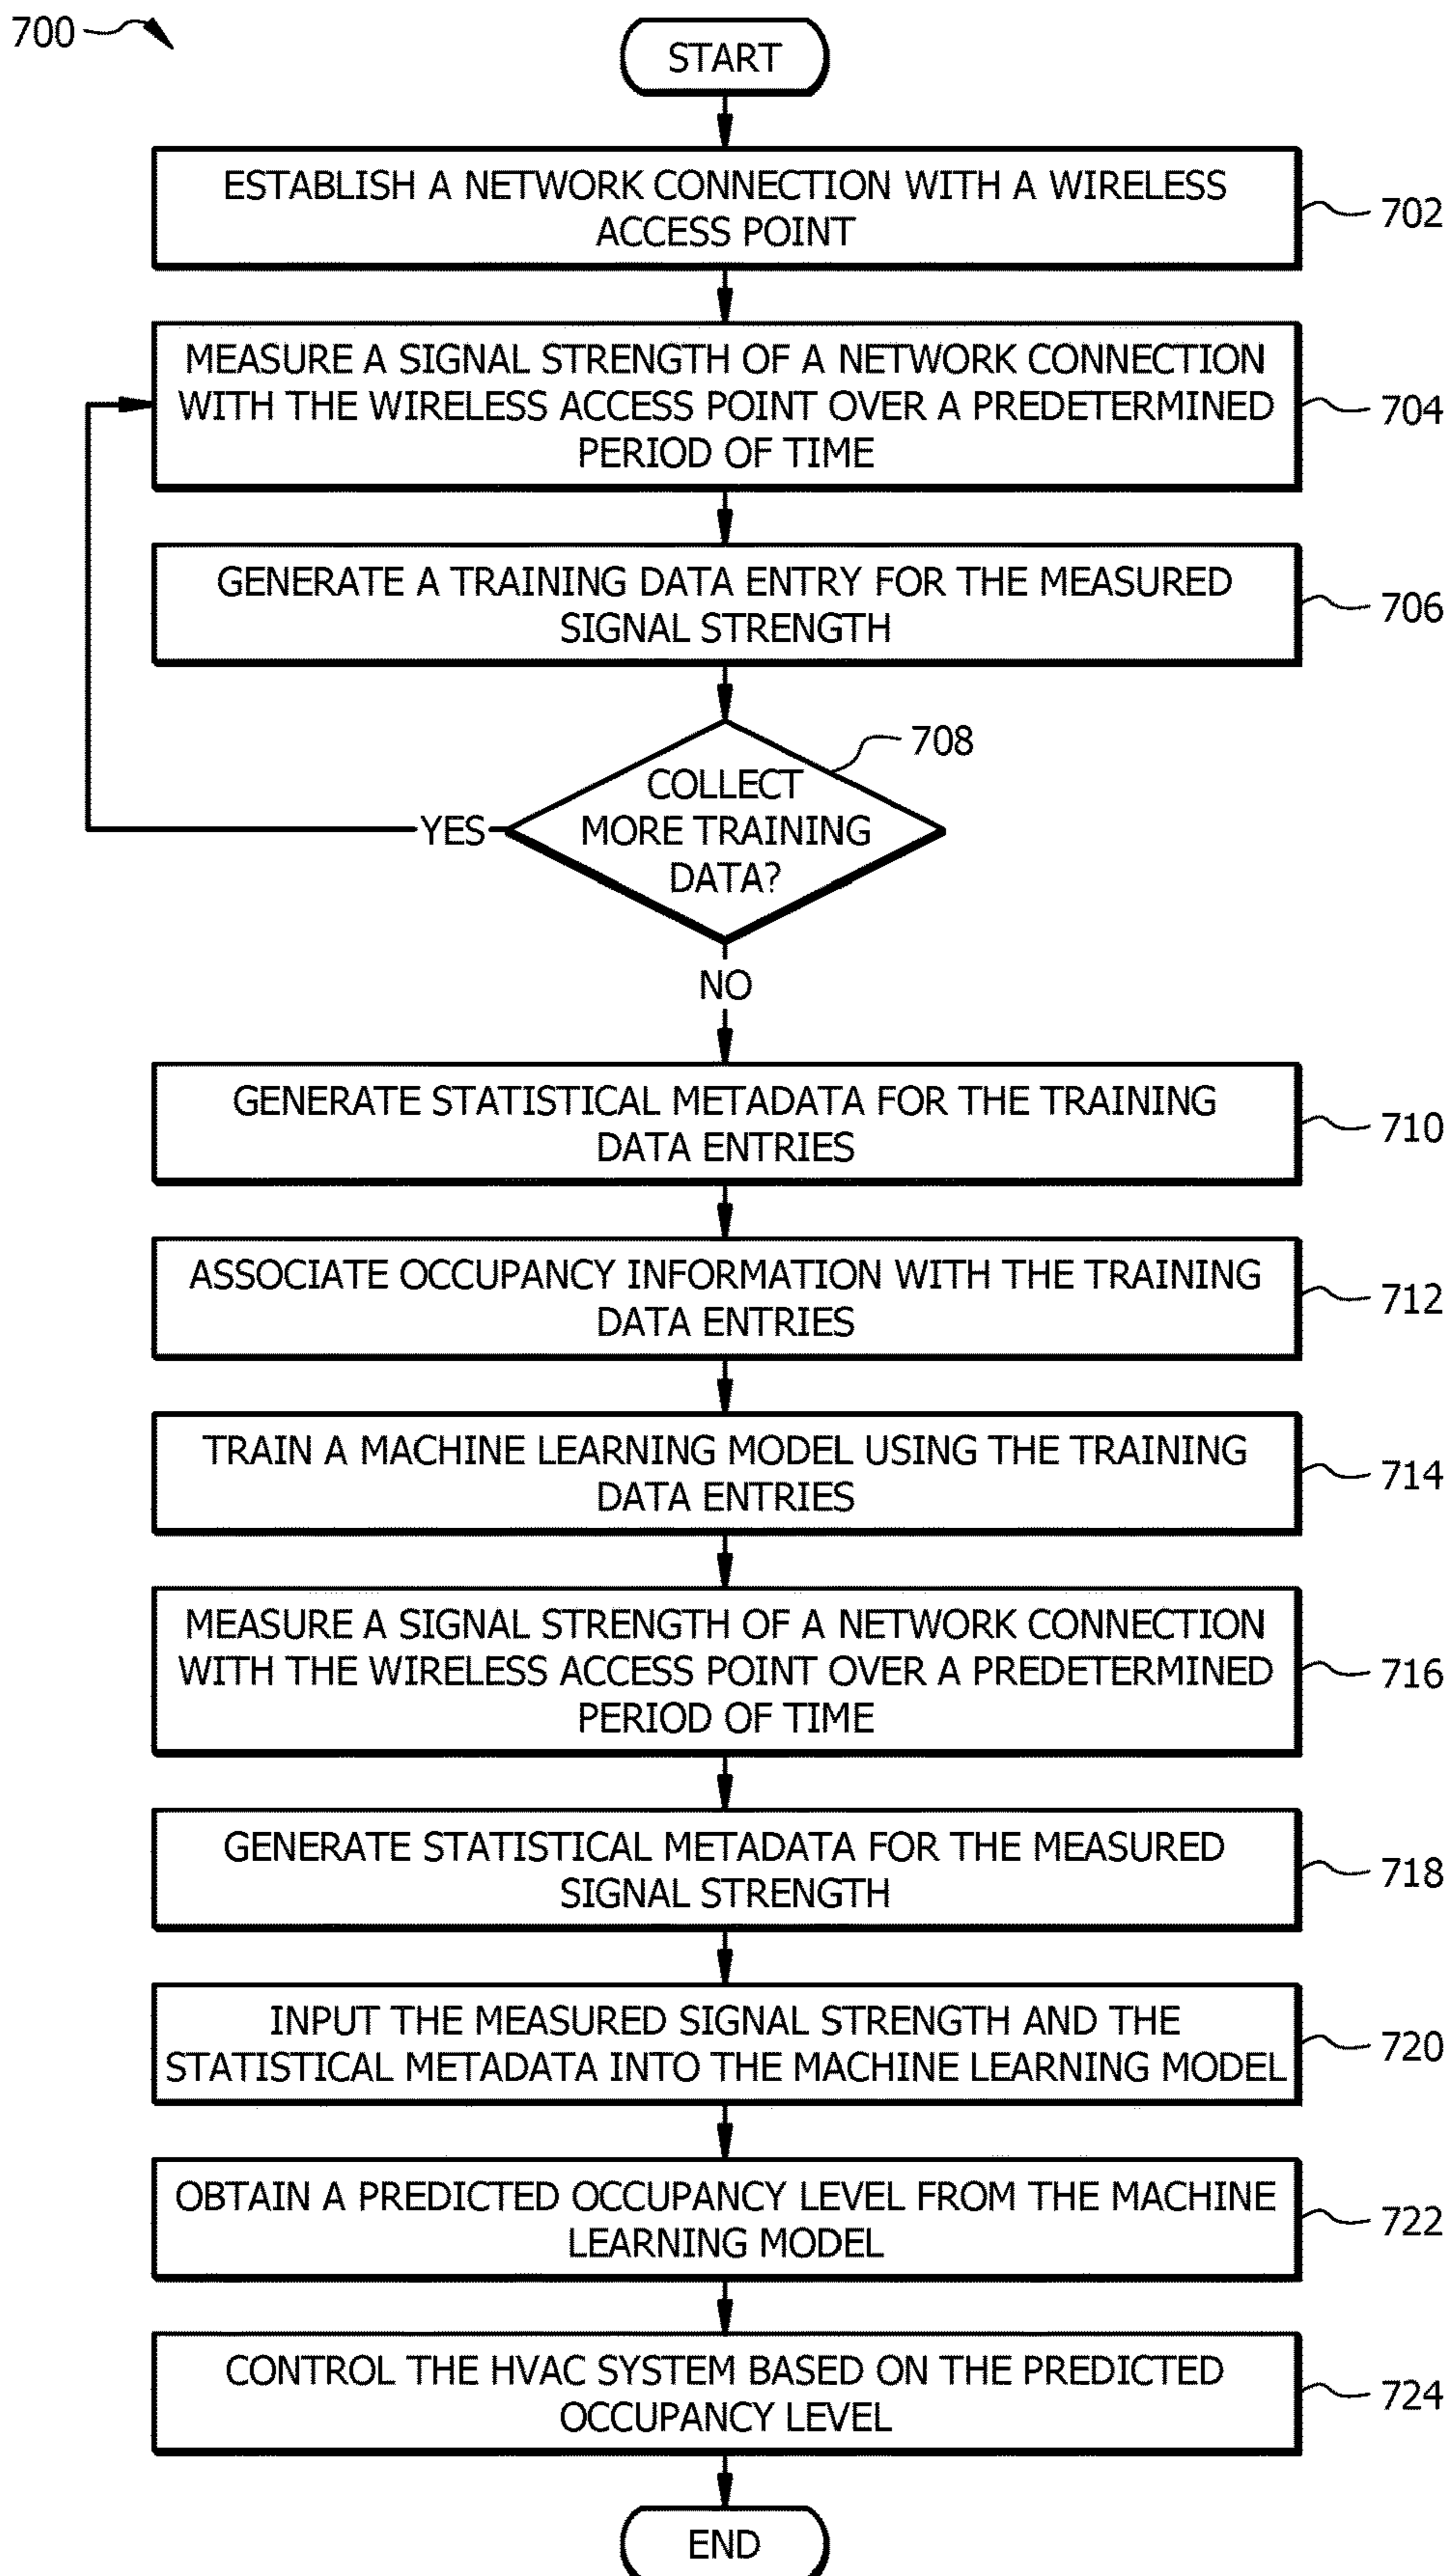 700
START
ESTABLISH A NETWORK CONNECTION WITH A WIRELESS
ACCESS POINT
702
MEASURE A SIGNAL STRENGTH OF A NETWORK CONNECTION
WITH THE WIRELESS ACCESS POINT OVER A PREDETERMINED
PERIOD OF TIME
704
GENERATE A TRAINING DATA ENTRY FOR THE MEASURED
SIGNAL STRENGTH
706
708
COLLECT
MORE TRAINING
DATA?
YES
NO
GENERATE STATISTICAL METADATA FOR THE TRAINING
DATA ENTRIES
710
ASSOCIATE OCCUPANCY INFORMATION WITH THE TRAINING
DATA ENTRIES
712
TRAIN A MACHINE LEARNING MODEL USING THE TRAINING
DATA ENTRIES
714
MEASURE A SIGNAL STRENGTH OF A NETWORK CONNECTION
WITH THE WIRELESS ACCESS POINT OVER A PREDETERMINED
PERIOD OF TIME
716
GENERATE STATISTICAL METADATA FOR THE MEASURED
SIGNAL STRENGTH
718
INPUT THE MEASURED SIGNAL STRENGTH AND THE
STATISTICAL METADATA INTO THE MACHINE LEARNING MODEL
720
OBTAIN A PREDICTED OCCUPANCY LEVEL FROM THE MACHINE
LEARNING MODEL
722
CONTROL THE HVAC SYSTEM BASED ON THE PREDICTED
OCCUPANCY LEVEL
724
END